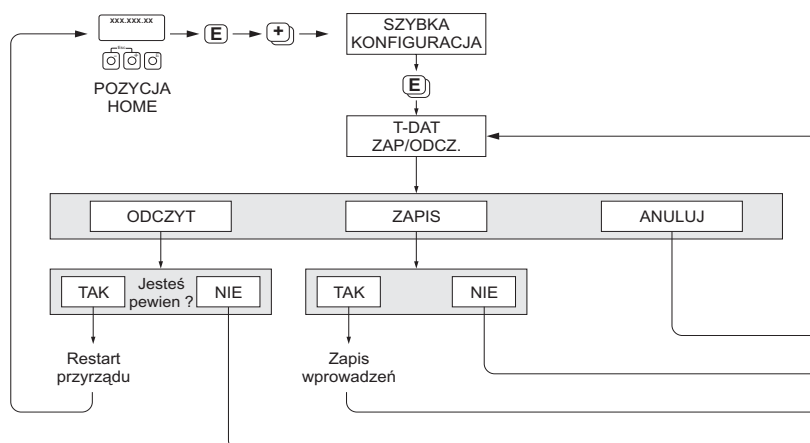 xxx.xxx.xx
Esc
- + E
POZYCJA
HOME
E
+
SZYBKA
KONFIGURACJA
E
T-DAT
ZAP/ODCZ.
ODCZYT
ZAPIS
ANULUJ
TAK
Jesteś
pewien ?
NIE
TAK
NIE
Restart
przyrządu
Zapis
wprowadzeń